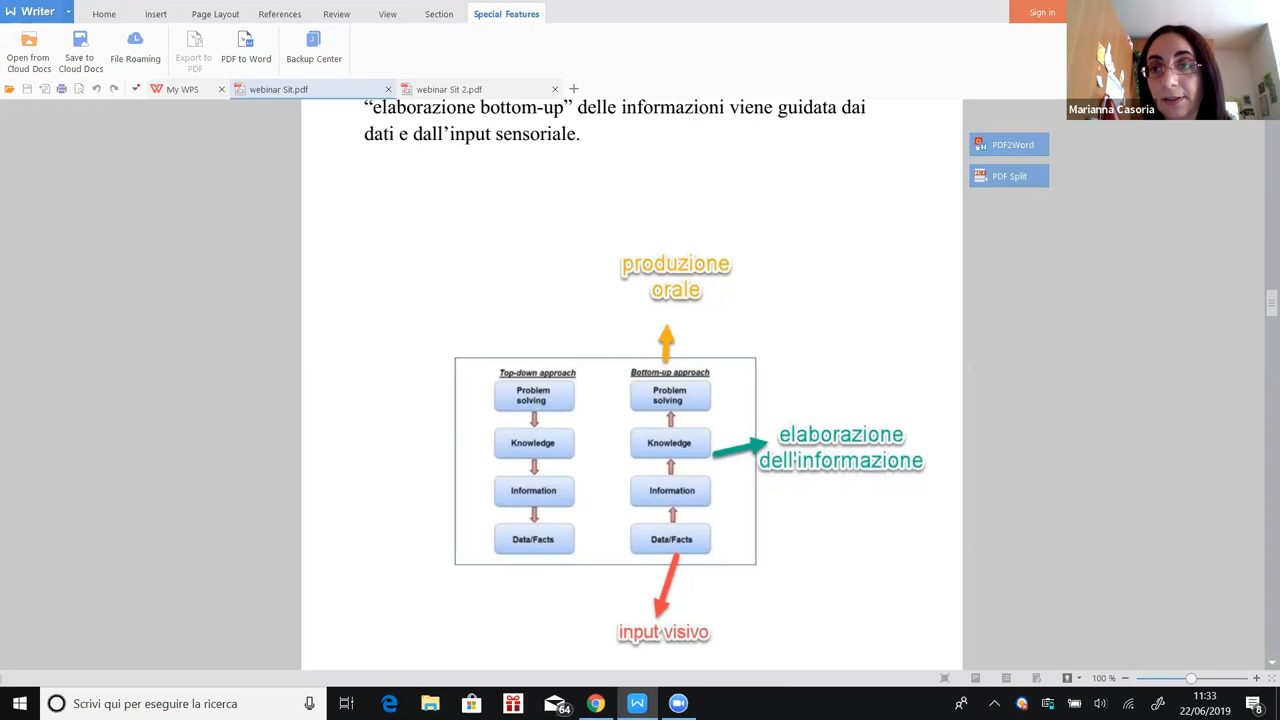 Writer
Home
Insert
Page Layout
References
Review
View
Section
Special Features
Sign in
Open from
Cloud Docs
Save to
Cloud Docs
File Roaming
Export to
PDF
PDF to Word
Backup Center
My WPS
webinar Sit.pdf
webinar Sit 2.pdf
Marianna Casoria
PDF2Word
PDF Split
“elaborazione bottom-up” delle informazioni viene guidata dai
dati e dall’input sensoriale.
produzione
orale
Top-down approach
Bottom-up approach
Problem
solving
Problem
solving
Knowledge
Knowledge
elaborazione
dell'informazione
Information
Information
Data/Facts
Data/Facts
input visivo
100 %
Scrivi qui per eseguire la ricerca
64
11:33
22/06/2019
8